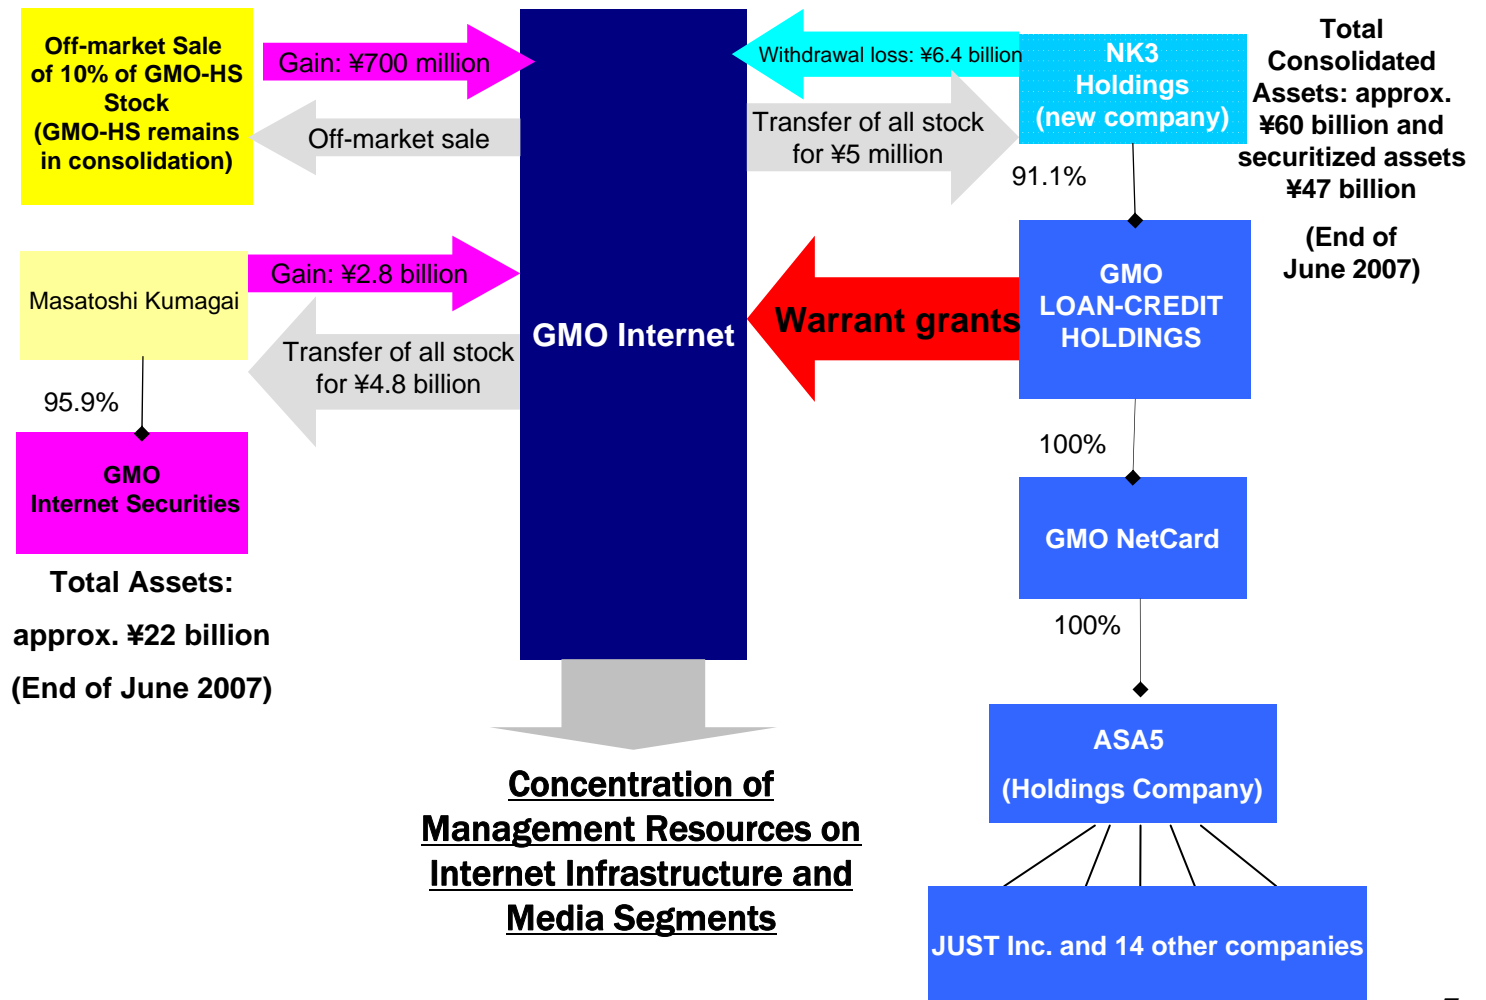 Off-market Sale
of 10% of GMO-HS
Stock
(GMO-HS remains
in consolidation)
Gain: ¥700 million
Off-market sale
Masatoshi Kumagai
Gain: ¥2.8 billion
Transfer of all stock
for ¥4.8 billion
95.9%
GMO
Internet Securities
Total Assets:
approx. ¥22 billion
(End of June 2007)
GMO Internet
Concentration of
Management Resources on
Internet Infrastructure and
Media Segments
Withdrawal loss: ¥6.4 billion
Transfer of all stock
for ¥5 million
Warrant grants
NK3
Holdings
(new company)
91.1%
GMO
LOAN-CREDIT
HOLDINGS
100%
GMO NetCard
100%
ASA5
(Holdings Company)
JUST Inc. and 14 other companies
Total
Consolidated
Assets: approx.
¥60 billion and
securitized assets
¥47 billion
(End of
June 2007)